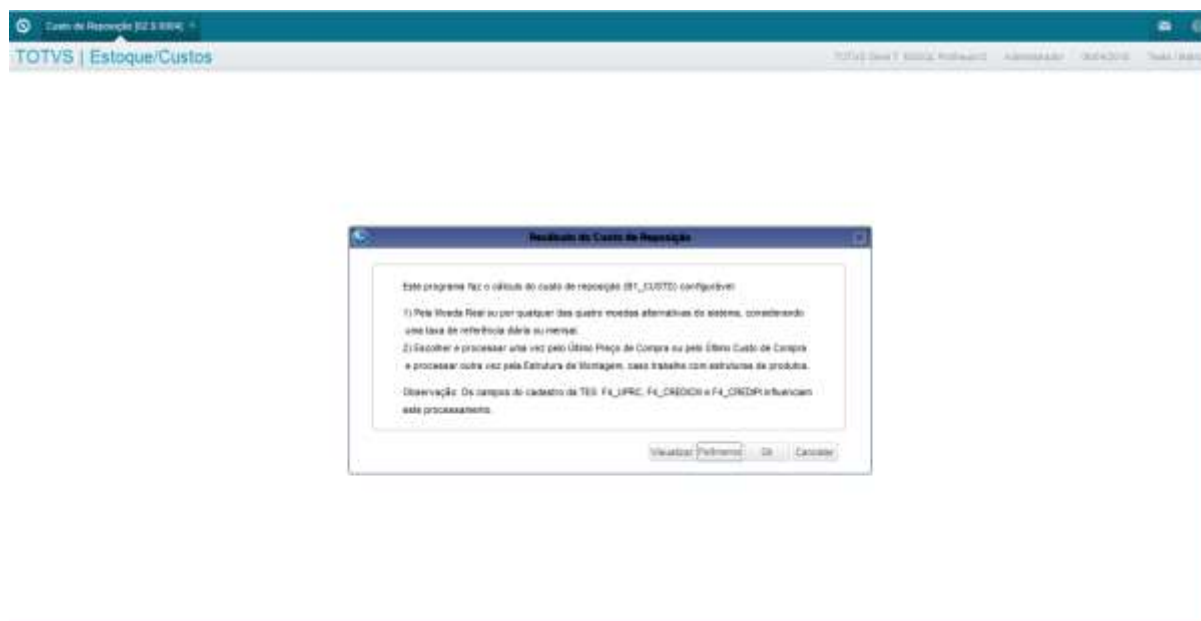 Custo de Reposição [02.9.0004]
TOTVS | Estoque/Custos
Administrador
Recálculo do Custo de Reposição
Este programa faz o cálculo do custo de reposição (B1_CUSTD) configurável:
1) Pela Moeda Real ou por qualquer das quatro moedas alternativas do sistema, considerando
uma taxa de referência diária ou mensal.
2) Escolher e processar uma vez pelo Último Preço de Compra ou pelo Último Custo de Compra
e processar outra vez pela Estrutura de Montagem, caso trabalhe com estruturas de produtos.
Observação: Os campos do cadastro da TES: F4_UPRC, F4_CREDICM e F4_CREDIPI influenciam
este processamento.
Visualizar Ok Cancelar